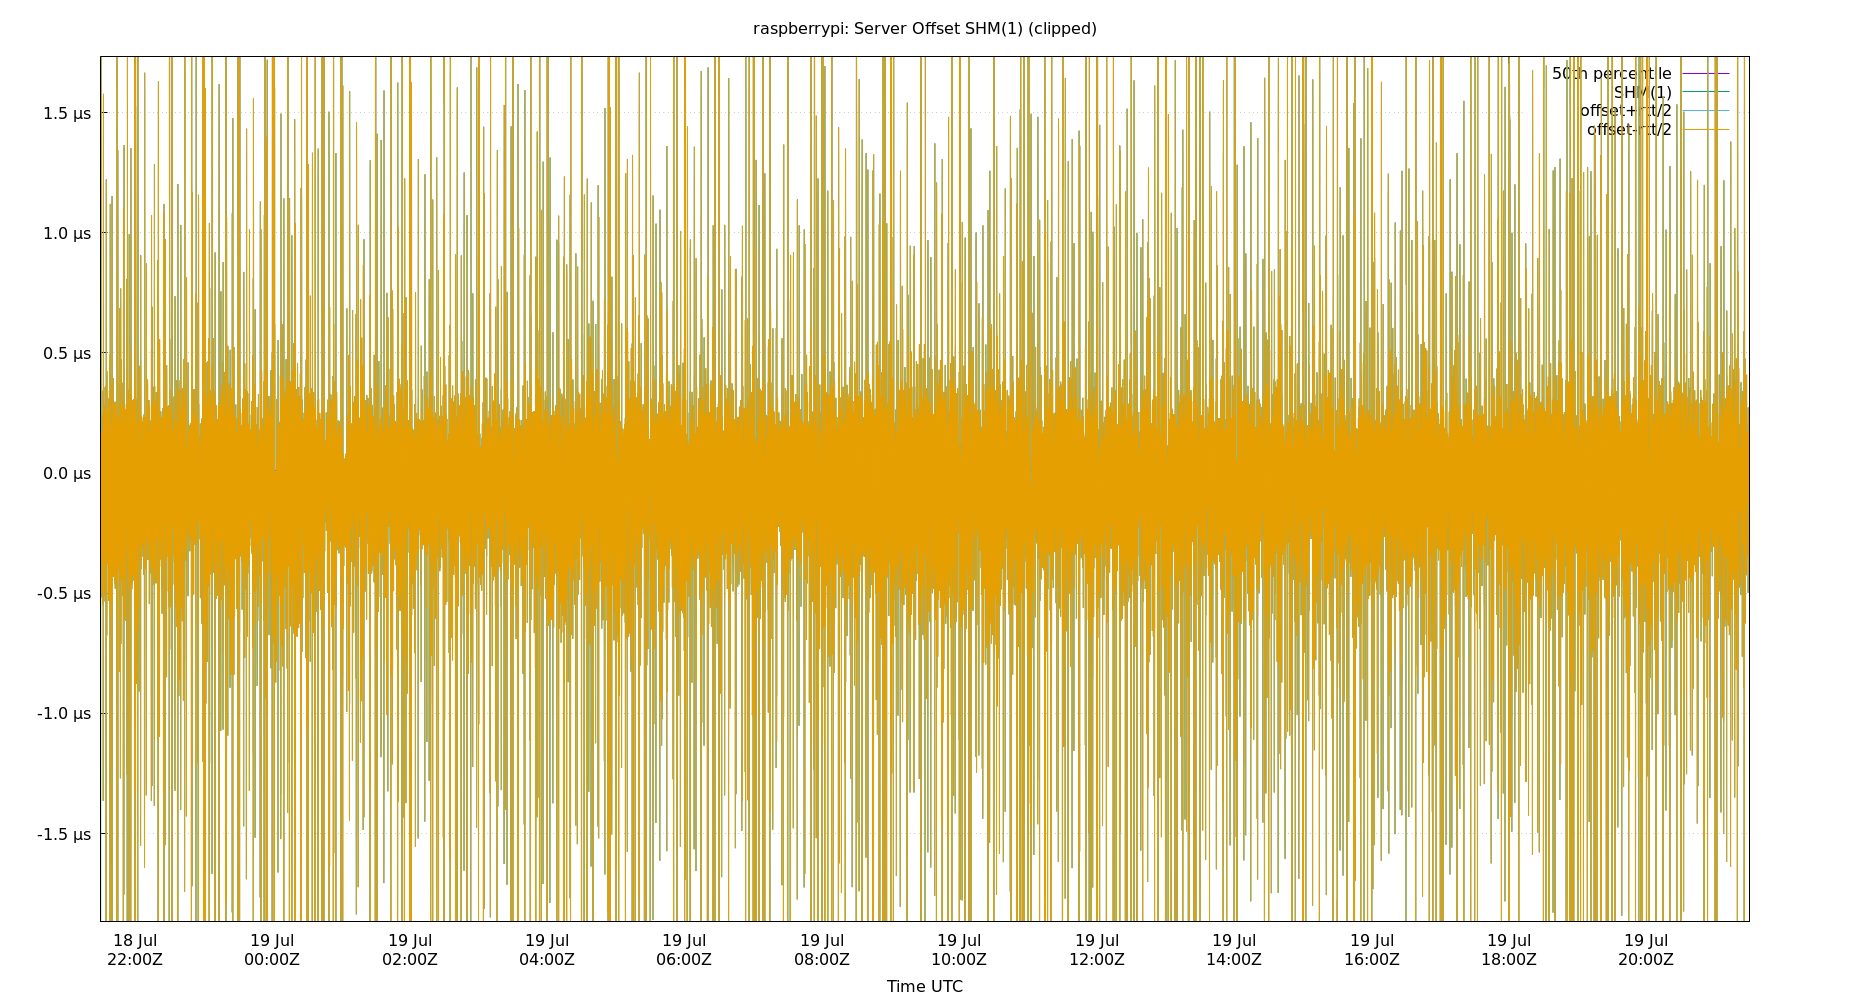 raspberrypi: Server Offset SHM(1) (clipped)
50th percentile
SHM(1)
offset+rtt/2
offset-rtt/2
1.5 µs
1.0 µs
0.5 µs
0.0 µs
-0.5 µs
-1.0 µs
-1.5 µs
18 Jul 19 Jul 19 Jul 19 Jul 19 Jul 19 Jul 19 Jul 19 Jul 19 Jul 19 Jul 19 Jul 19 Jul
22:00Z 00:00Z 02:00Z 04:00Z 06:00Z 08:00Z 10:00Z 12:00Z 14:00Z 16:00Z 18:00Z 20:00Z
Time UTC